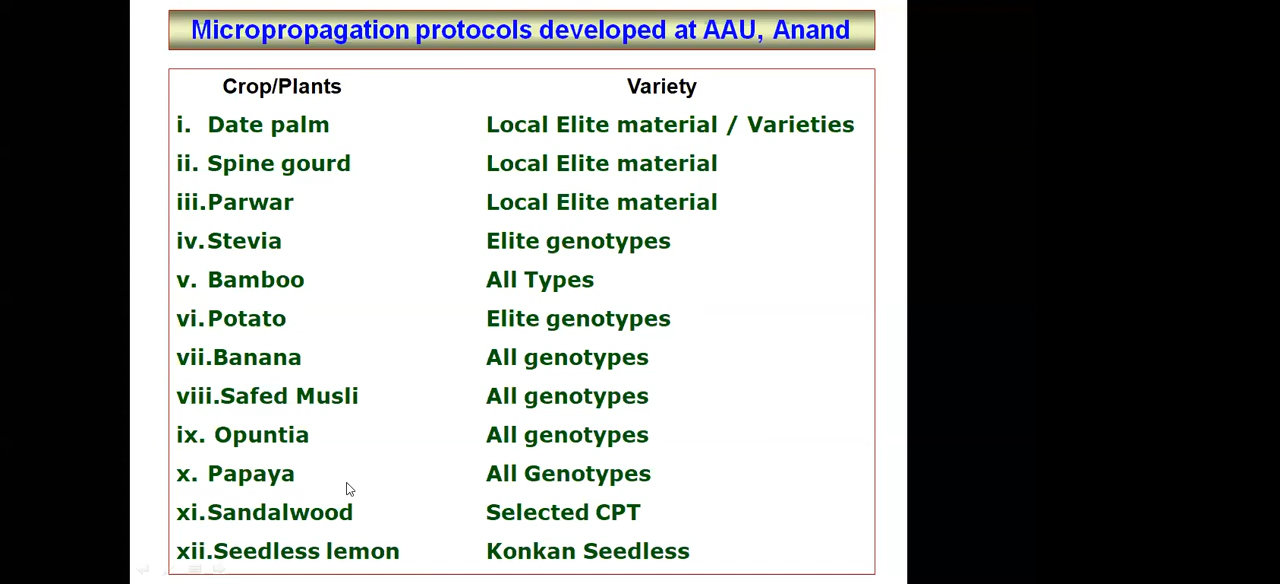 Micropropagation protocols developed at AAU, Anand
Crop/Plants Variety
i. Date palm Local Elite material / Varieties
ii. Spine gourd Local Elite material
iii.Parwar Local Elite material
iv.Stevia Elite genotypes
v. Bamboo All Types
vi.Potato Elite genotypes
vii.Banana All genotypes
viii.Safed Musli All genotypes
ix. Opuntia All genotypes
x. Papaya All Genotypes
xi.Sandalwood Selected CPT
xii.Seedless lemon Konkan Seedless